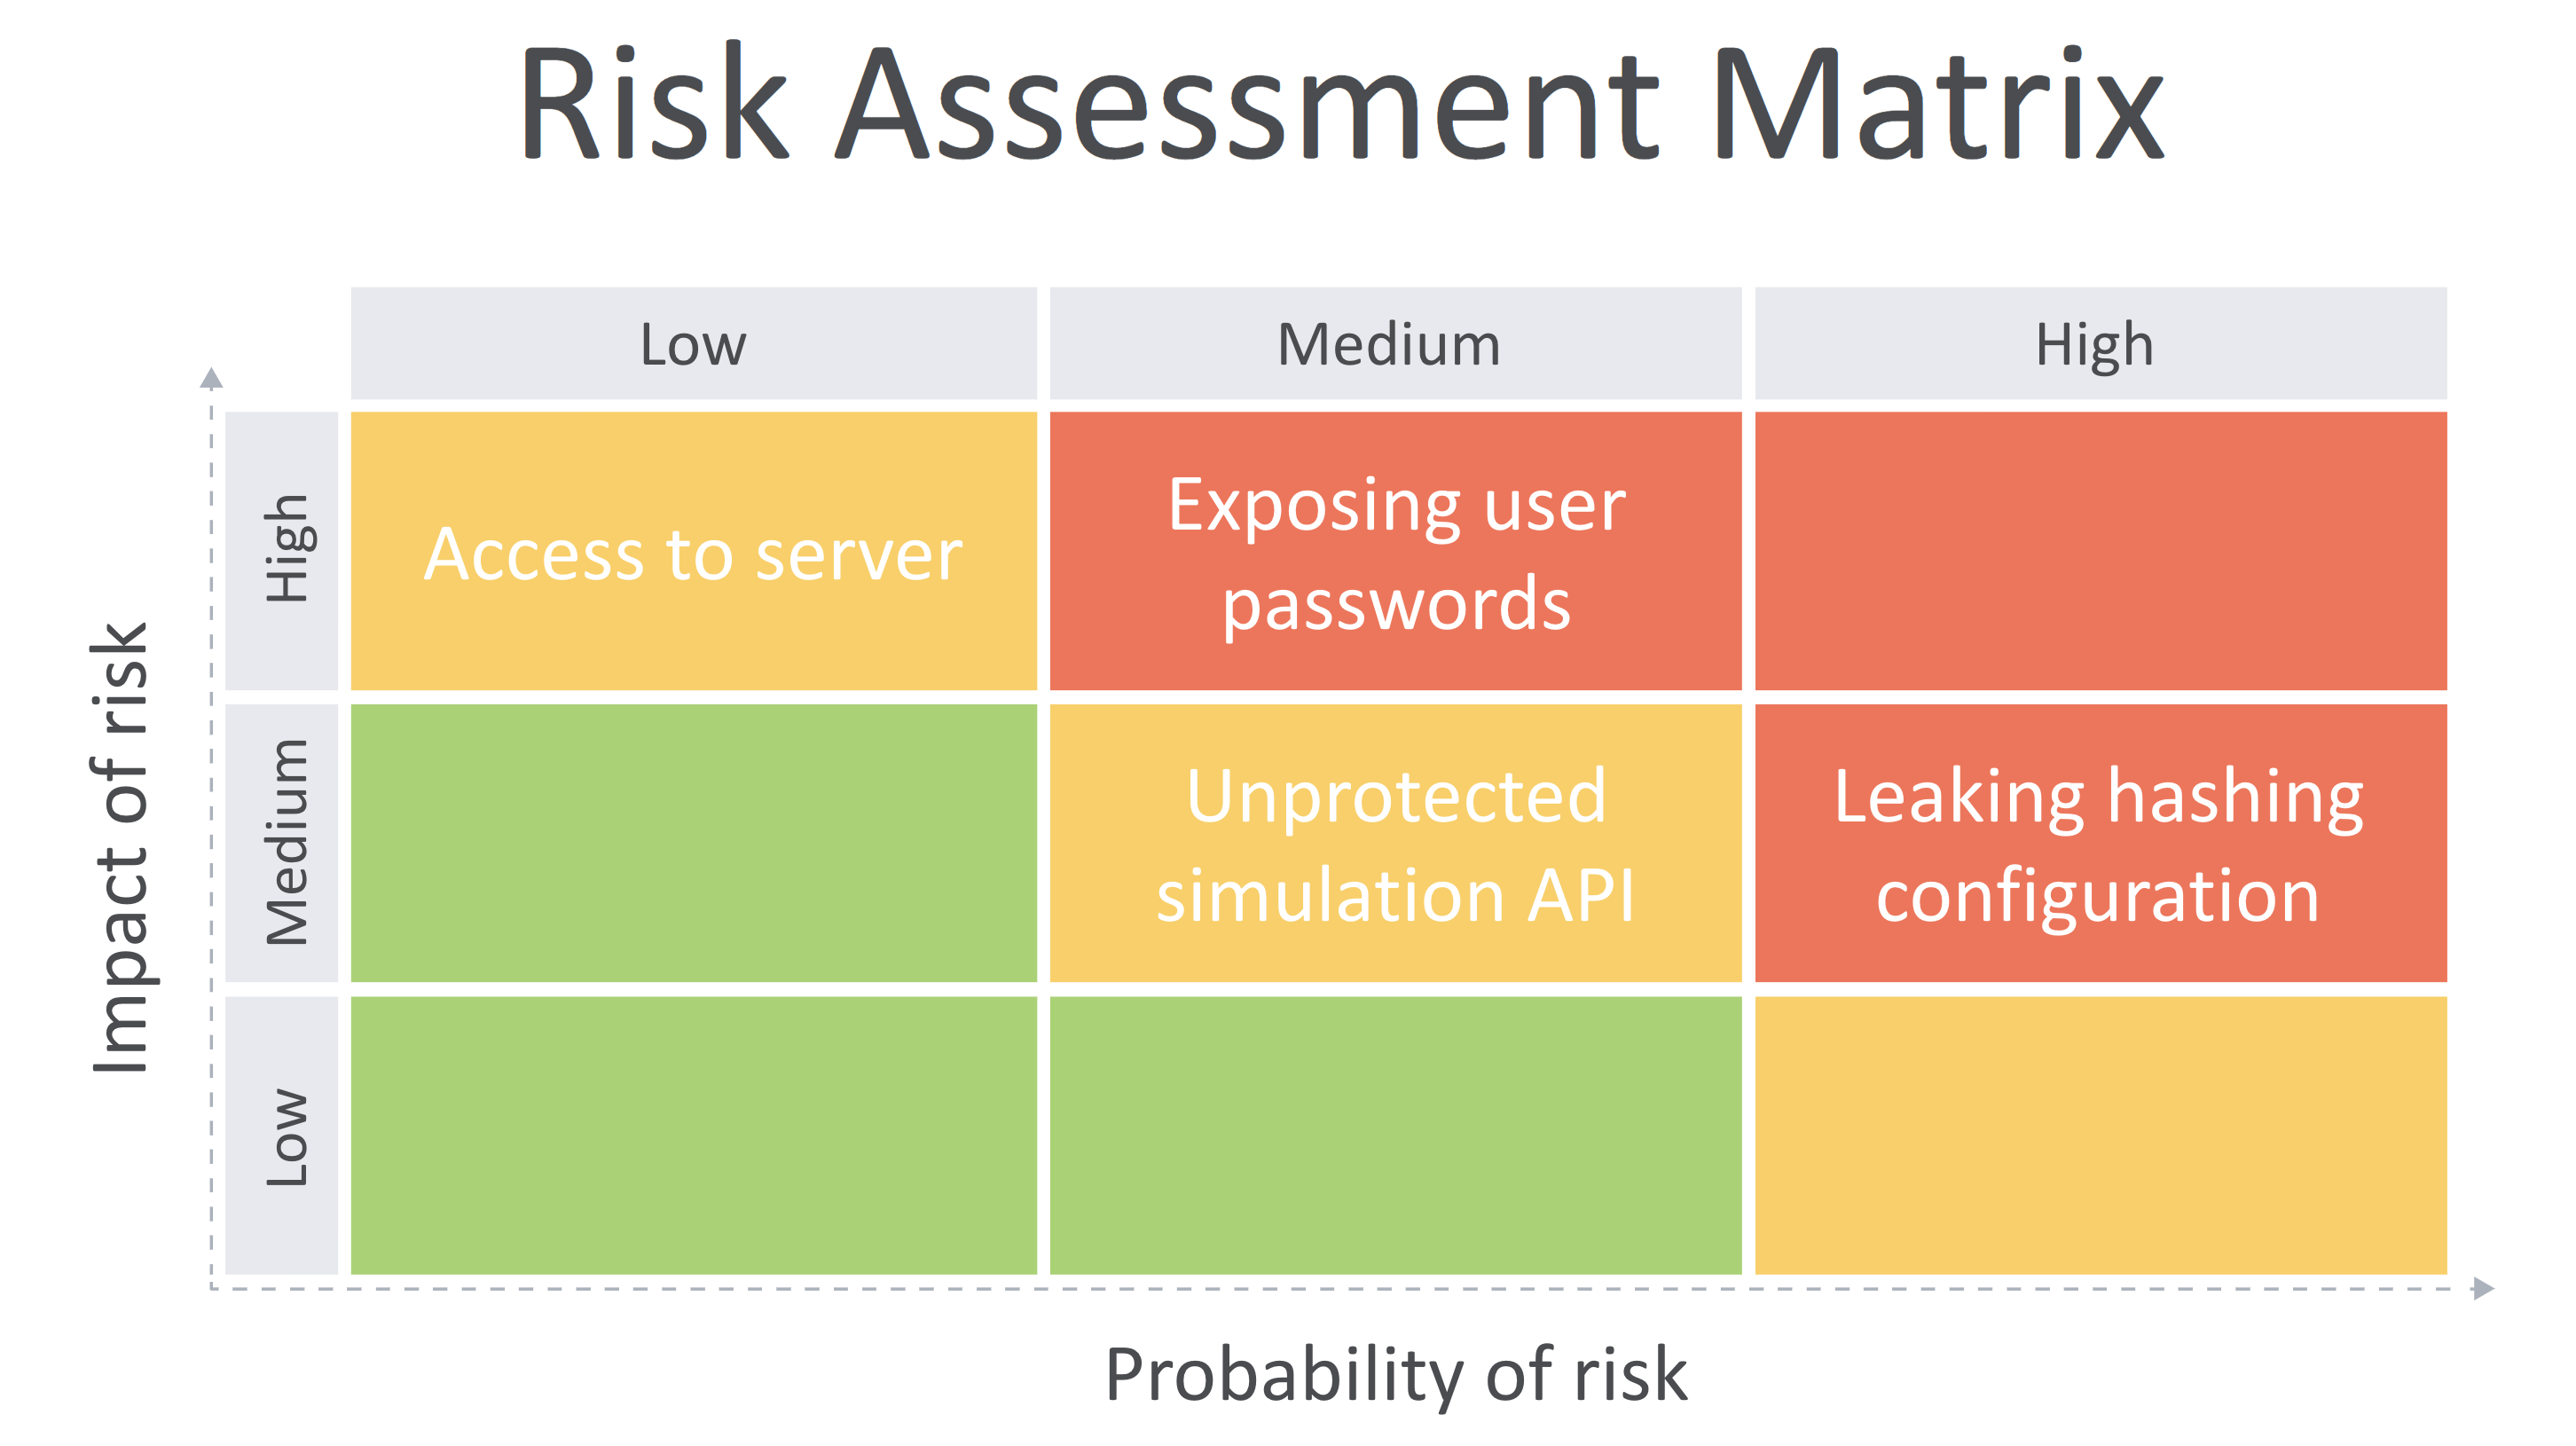 Risk Assessment Matrix
Low
Medium
High
High
Access to server
Exposing user
passwords
Impact of risk
Medium
Unprotected
simulation API
Leaking hashing
configuration
Low
Probability of risk